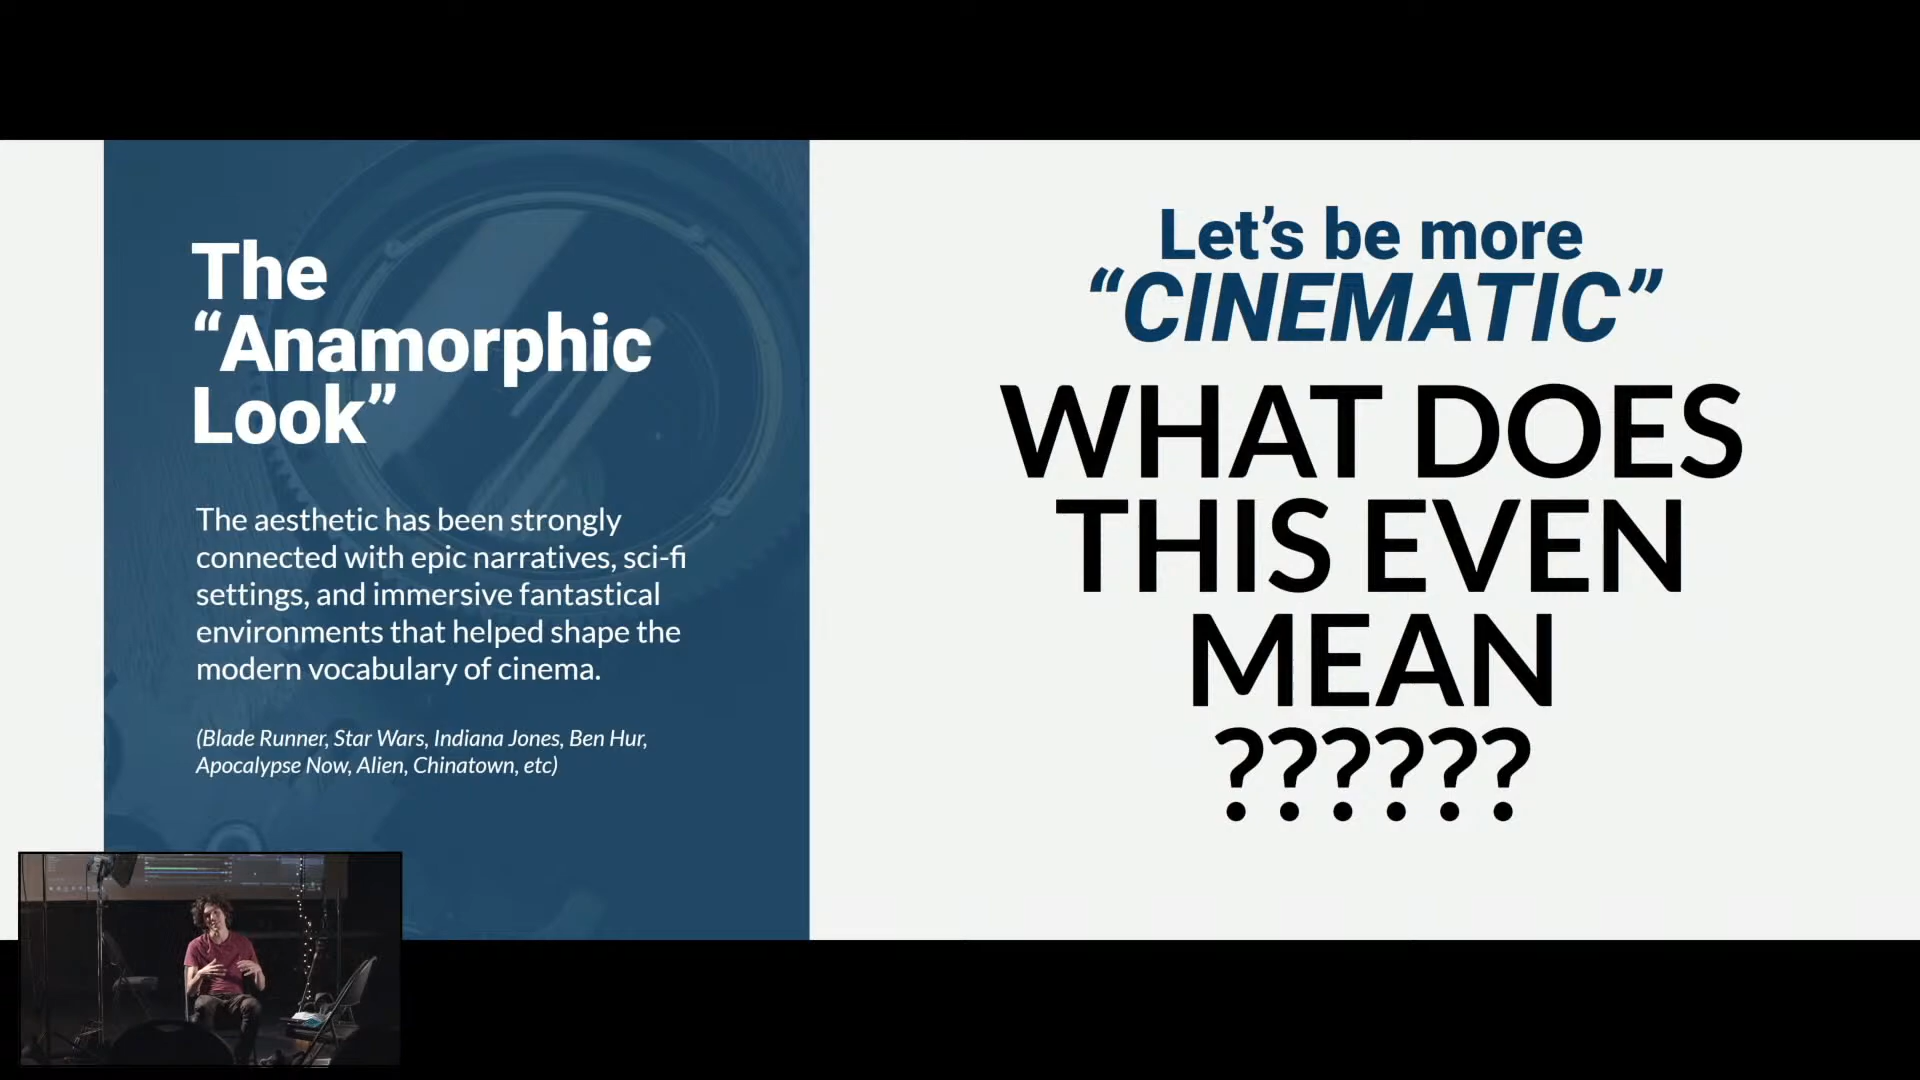 The
“Anamorphic
Look”
The aesthetic has been strongly
connected with epic narratives, sci-fi
settings, and immersive fantastical
environments that helped shape the
modern vocabulary of cinema.
(Blade Runner, Star Wars, Indiana Jones, Ben Hur,
Apocalypse Now, Alien, Chinatown, etc)
Let’s be more
“CINEMATIC”
WHAT DOES
THIS EVEN
MEAN
??????